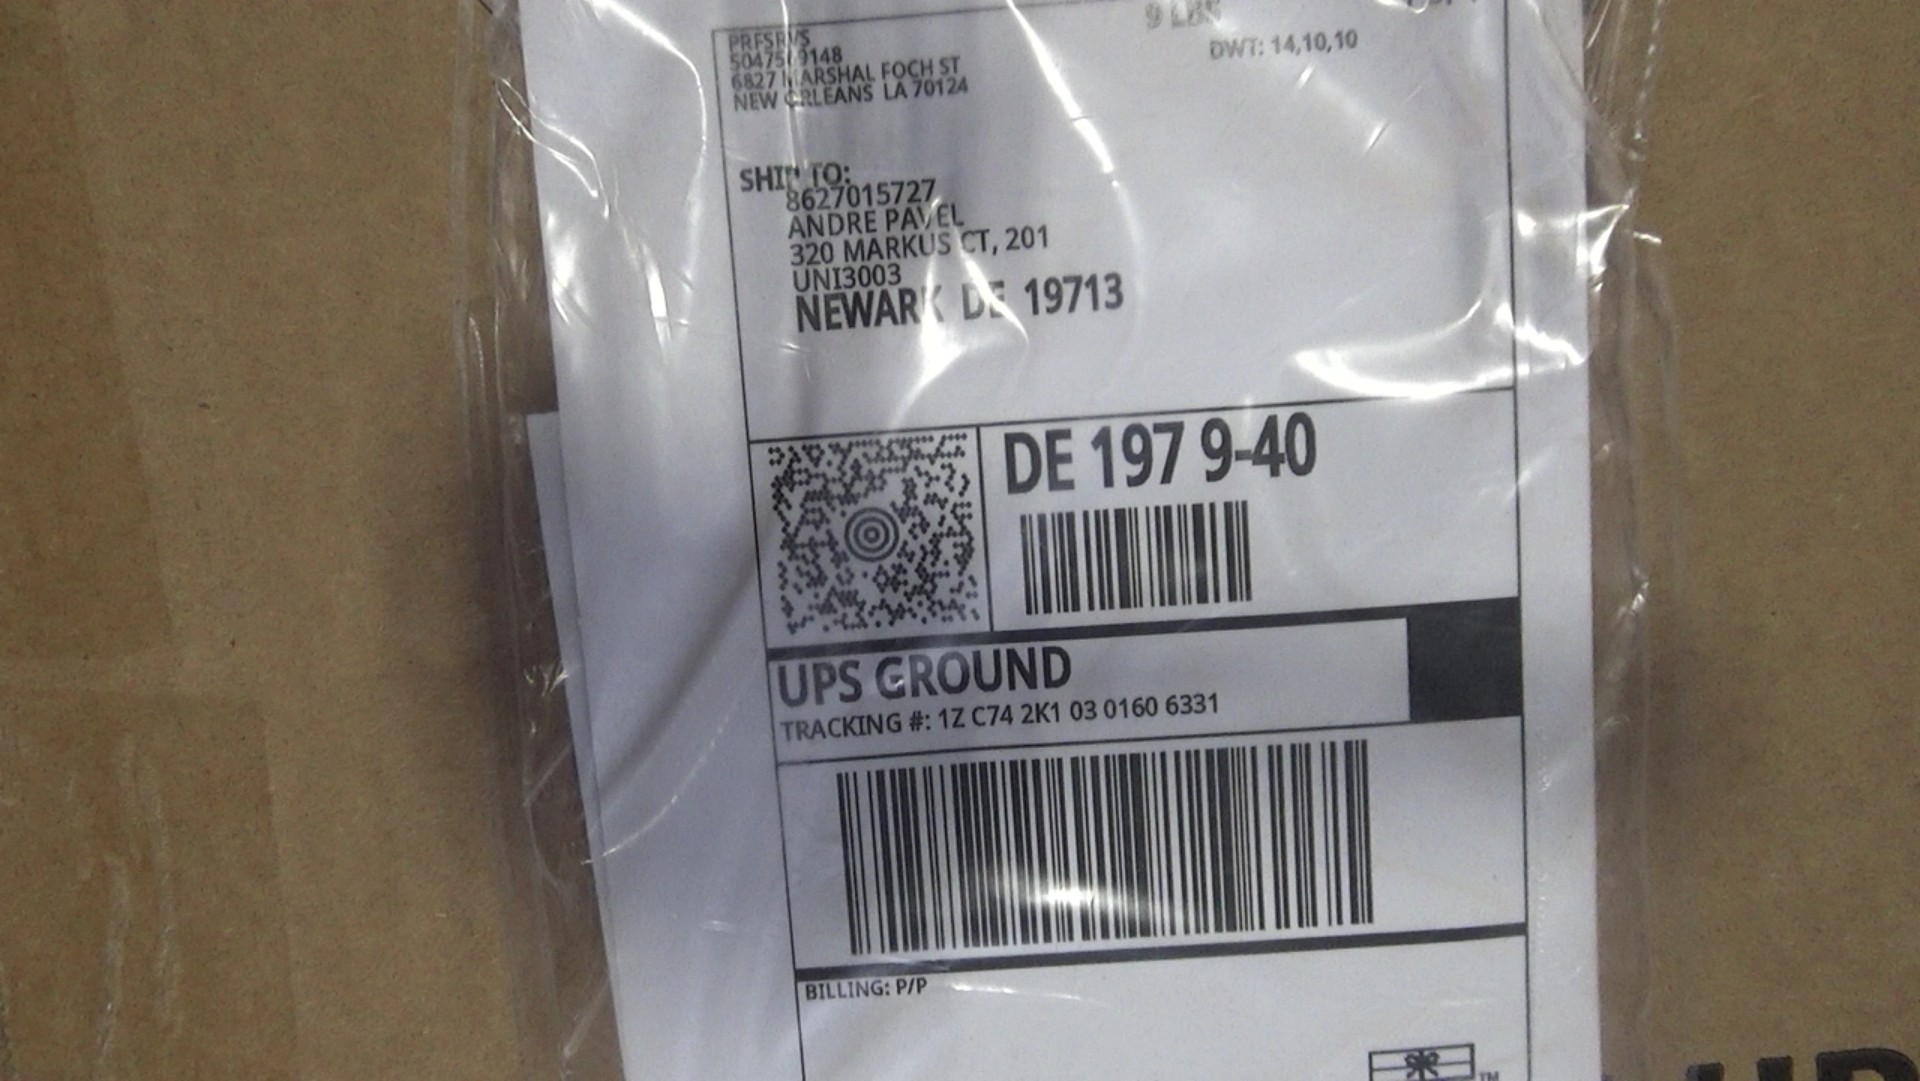 9 LBS
DWT: 14,10,10
PRFSRVS
6827 MARSHAL FOCH ST
NEW ORLEANS LA 70124
SHIP TO:
8627015727
ANDRE PAVEL
320 MARKUS CT, 201
UNI3003
NEWARK DE 19713
DE 197 9-40
UPS GROUND
TRACKING #: 1Z C74 2K1 03 0160 6331
BILLING: P/P
TM